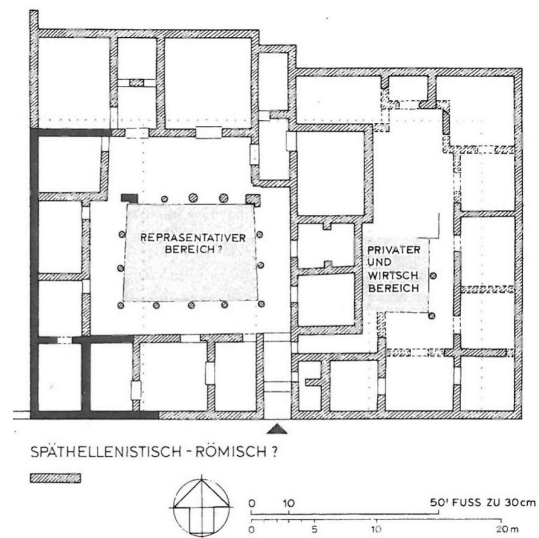 REPRÄSENTATIVER
BEREICH ?
PRIVATER
UND
WIRTSCH
BEREICH
SPÄTHELLENISTISCH - RÖMISCH ?
0 10 50' FUSS ZU 30cm
0 5 10 20 m